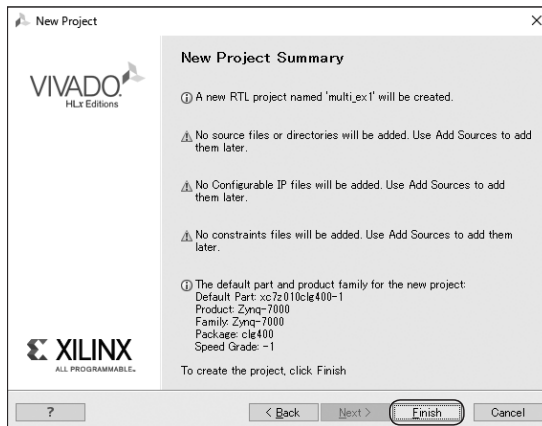 New Project
VIVADO.
HLx Editions
New Project Summary
A new RTL project named 'multi_ex1' will be created.
No source files or directories will be added. Use Add Sources to add
them later.
No Configurable IP files will be added. Use Add Sources to add
them later.
No constraints files will be added. Use Add Sources to add them
later.
The default part and product family for the new project:
Default Part: xc7z010clg400-1
Product: Zynq-7000
Family: Zynq-7000
Package: clg400
Speed Grade: -1
XILINX
ALL PROGRAMMABLE.
To create the project, click Finish
? < Back Next > Finish Cancel